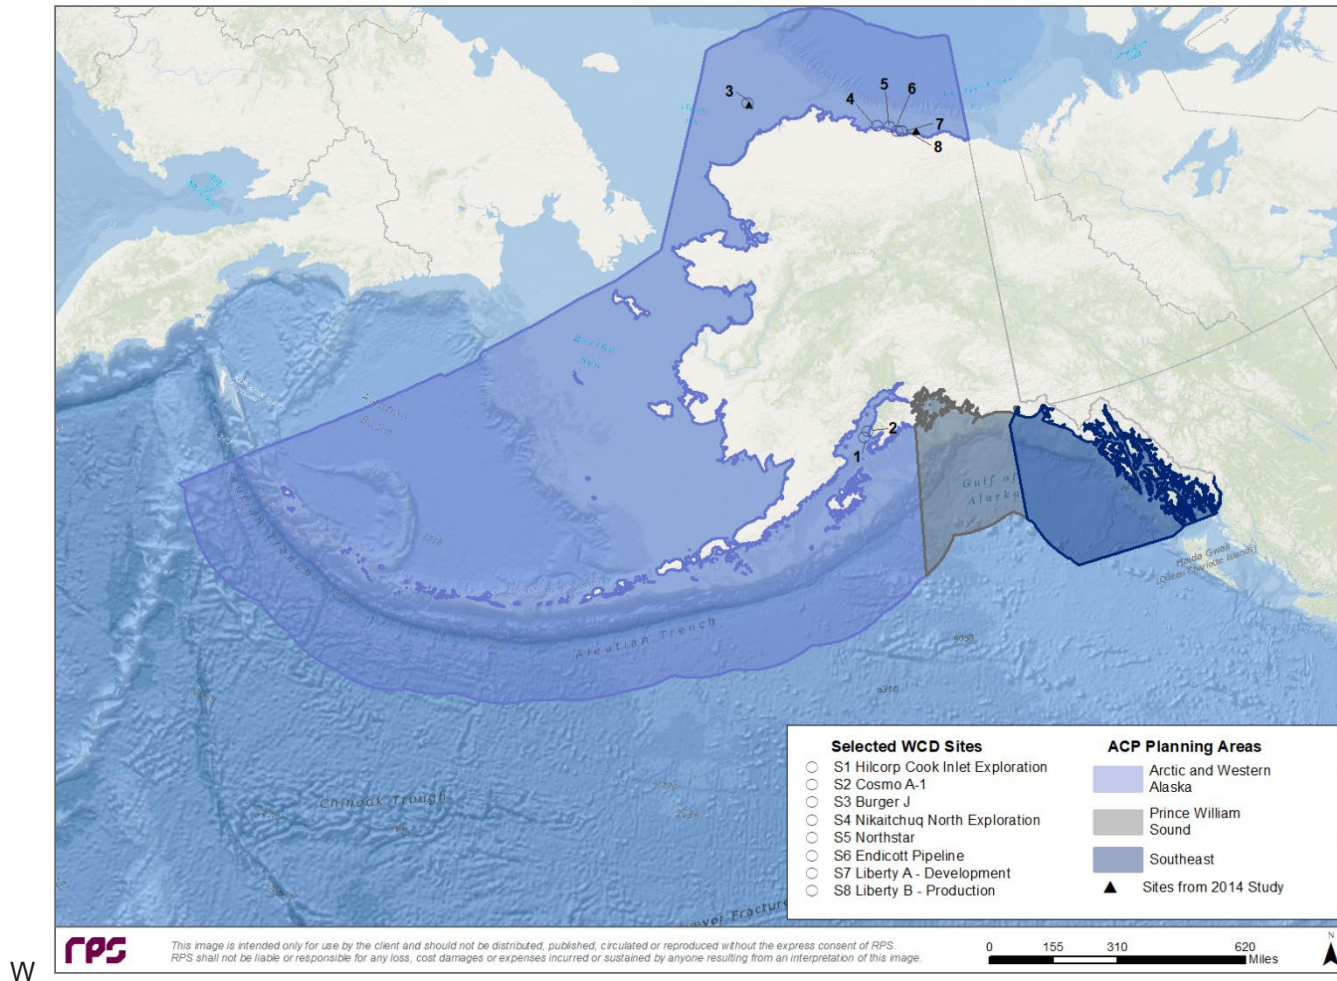 3
4
5
6
7
8
Bering
Sea
2
1
Gulf of
Alaska
Haida Gwaii
(Queen Charlotte Islands)
Aleutian Trench
Chinook Trough
Selected WCD Sites
S1 Hilcorp Cook Inlet Exploration
S2 Cosmo A-1
S3 Burger J
S4 Nikaitchuq North Exploration
S5 Northstar
S6 Endicott Pipeline
S7 Liberty A - Development
S8 Liberty B - Production
ACP Planning Areas
Arctic and Western
Alaska
Prince William
Sound
Southeast
Sites from 2014 Study
W
rps
This image is intended only for use by the client and should not be distributed, published, circulated or reproduced without the express consent of RPS.
RPS shall not be liable or responsible for any loss, cost damages or expenses incurred or sustained by anyone resulting from an interpretation of this image.
0 155 310 620
Miles
N